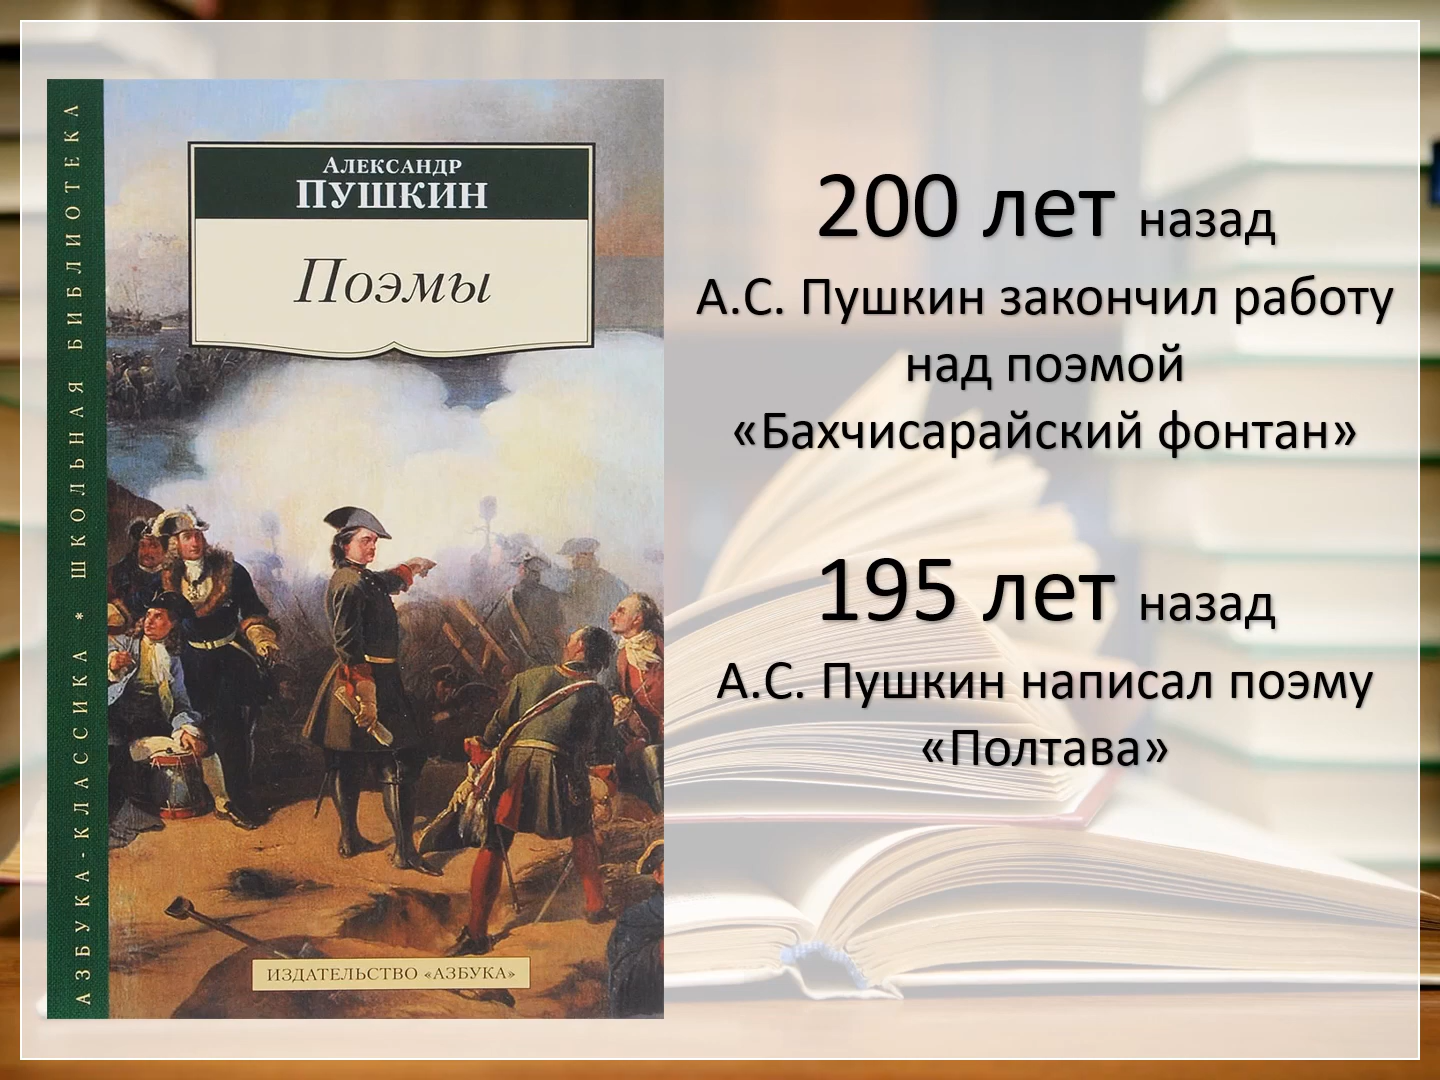 АЗБУКА-КЛАССИКА * ШКОЛЬНАЯ БИБЛИОТЕКА
АЛЕКСАНДР
ПУШКИН
Поэмы
ИЗДАТЕЛЬСТВО «АЗБУКА»
200 лет назад
А.С. Пушкин закончил работу
над поэмой
«Бахчисарайский фонтан»
195 лет назад
А.С. Пушкин написал поэму
«Полтава»